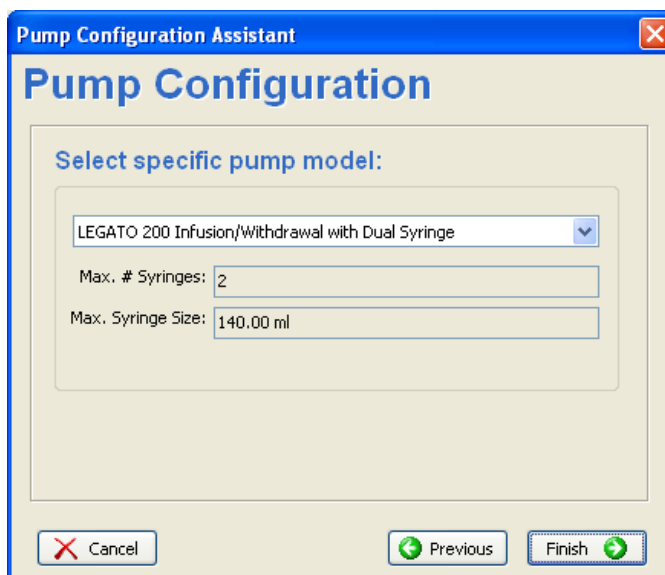 Pump Configuration Assistant
Pump Configuration
Select specific pump model:
LEGATO 200 Infusion/Withdrawal with Dual Syringe
Max. # Syringes: 2
Max. Syringe Size: 140.00 ml
Cancel Previous Finish